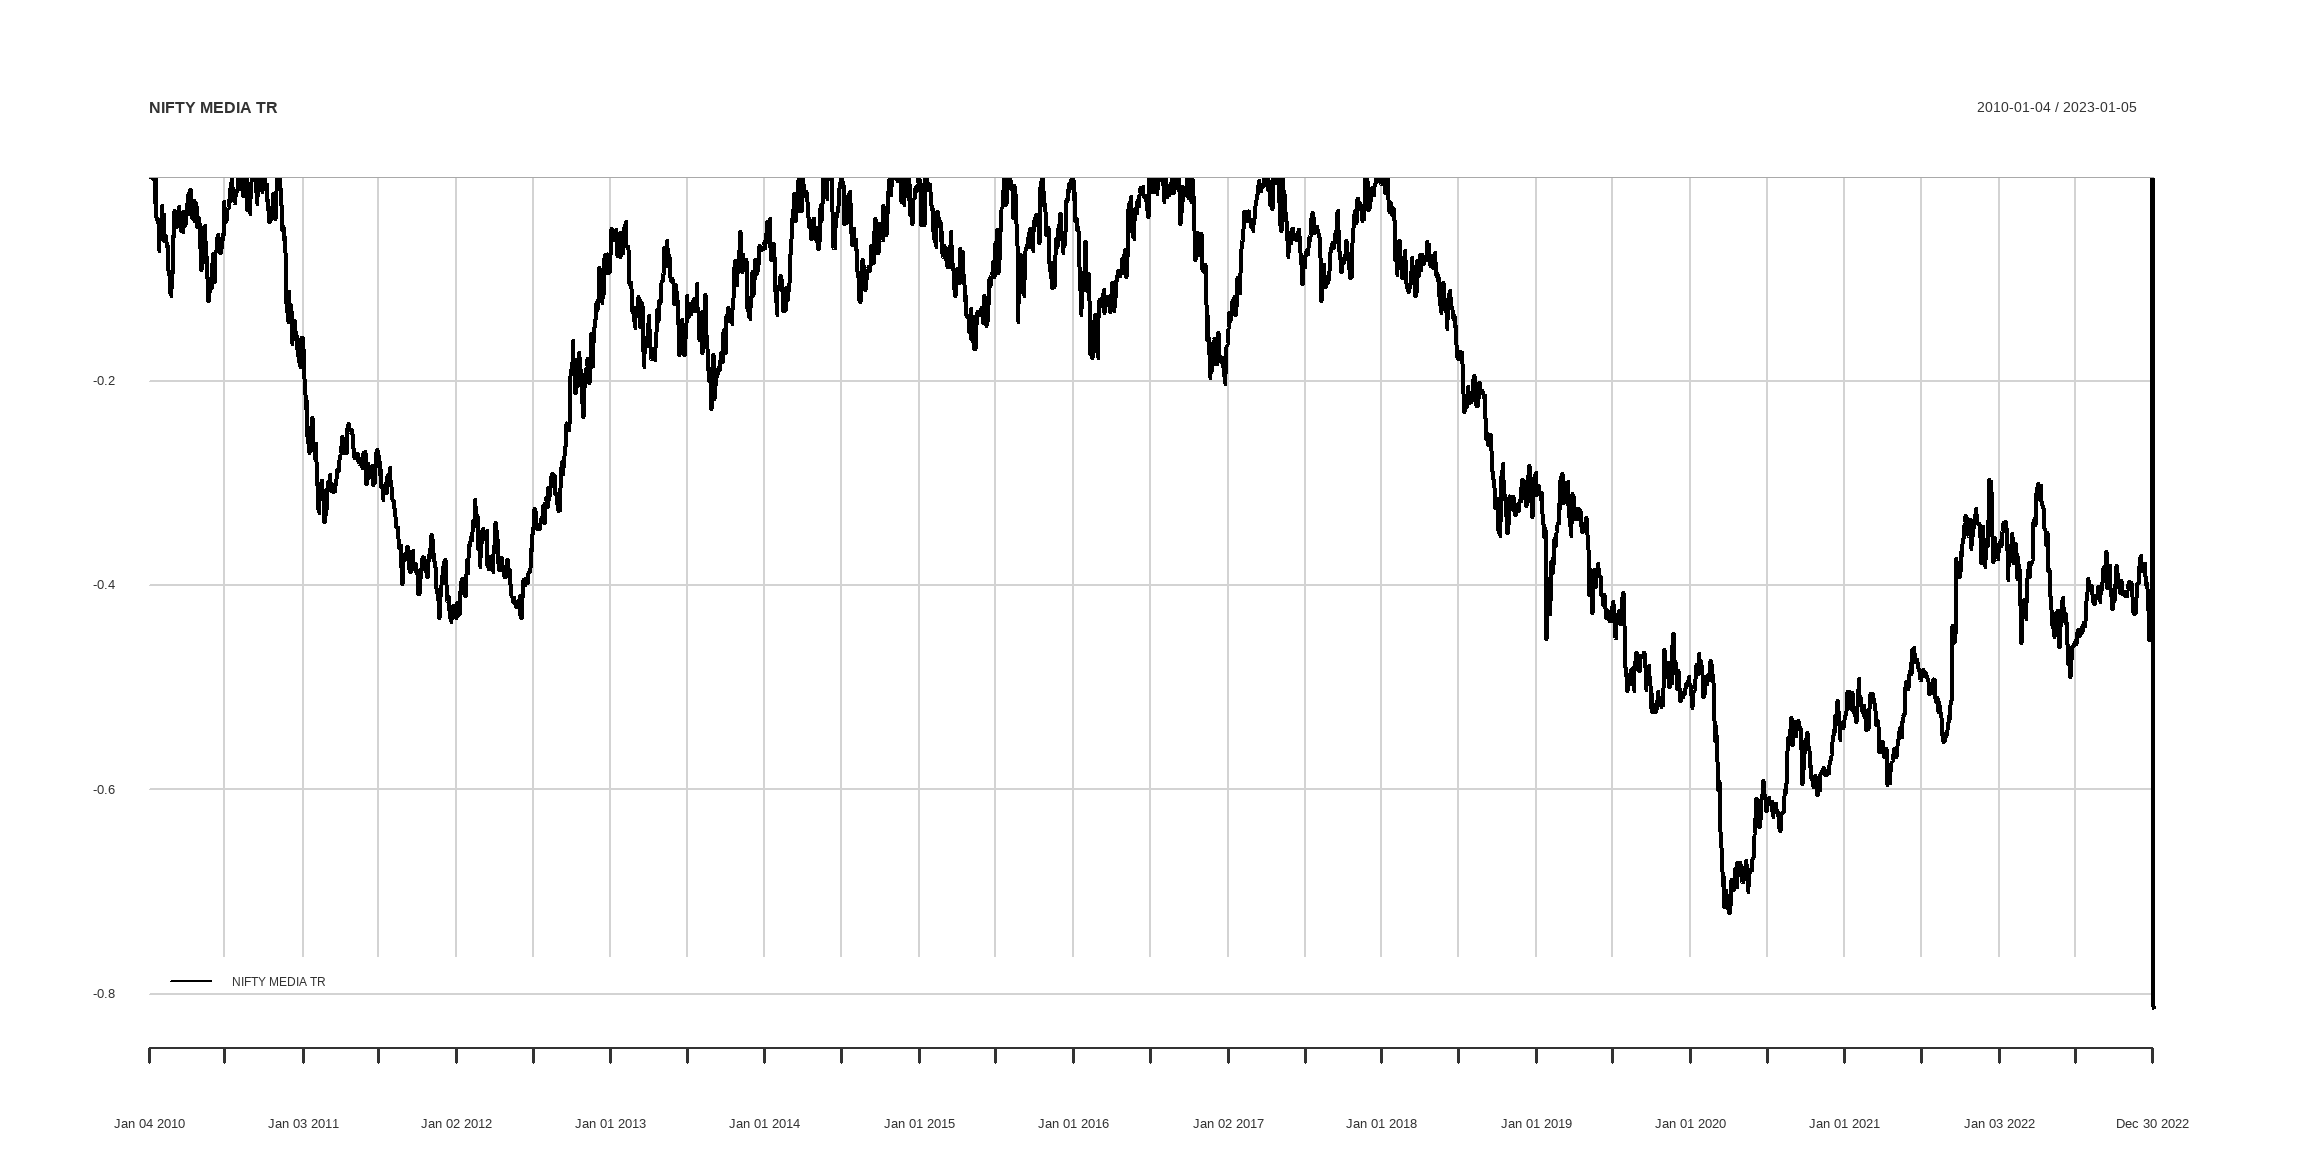 NIFTY MEDIA TR
2010-01-04 / 2023-01-05
-0.2
-0.4
-0.6
-0.8
NIFTY MEDIA TR
Jan 04 2010
Jan 03 2011
Jan 02 2012
Jan 01 2013
Jan 01 2014
Jan 01 2015
Jan 01 2016
Jan 02 2017
Jan 01 2018
Jan 01 2019
Jan 01 2020
Jan 01 2021
Jan 03 2022
Dec 30 2022